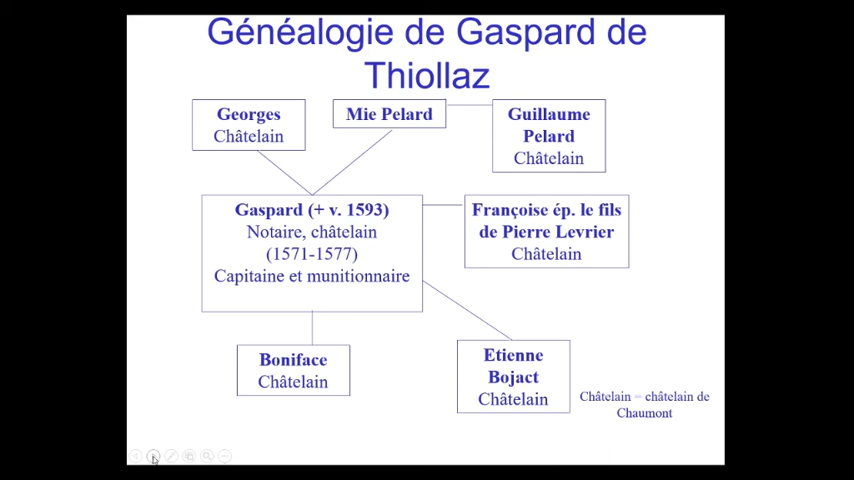 Généalogie de Gaspard de
Thiollaz
Georges
Châtelain
Mie Pelard
Guillaume
Pelard
Châtelain
Gaspard (+ v. 1593)
Notaire, châtelain
(1571-1577)
Capitaine et munitionnaire
Françoise ép. le fils
de Pierre Levrier
Châtelain
Boniface
Châtelain
Etienne
Bojact
Châtelain
Châtelain = châtelain de
Chaumont